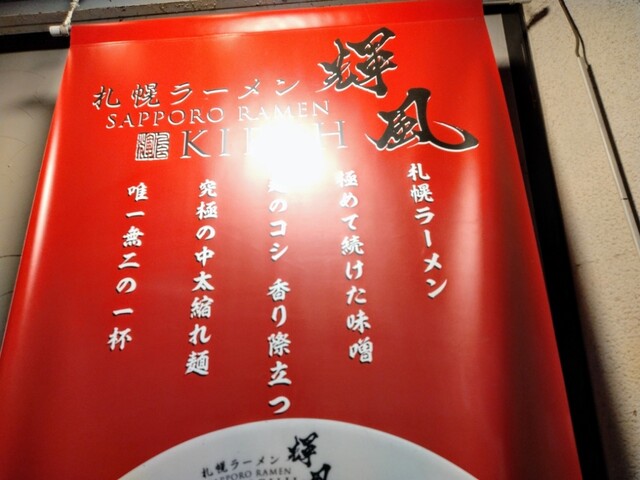 札幌ラーメン 輝風
SAPPORO RAMEN
札幌ラーメン
極めて続けた味噌
のコシ 香り際立つ
究極の中太縮れ麺
唯一無二の一杯
札幌ラーメン 輝風
SAPPORO RAMEN